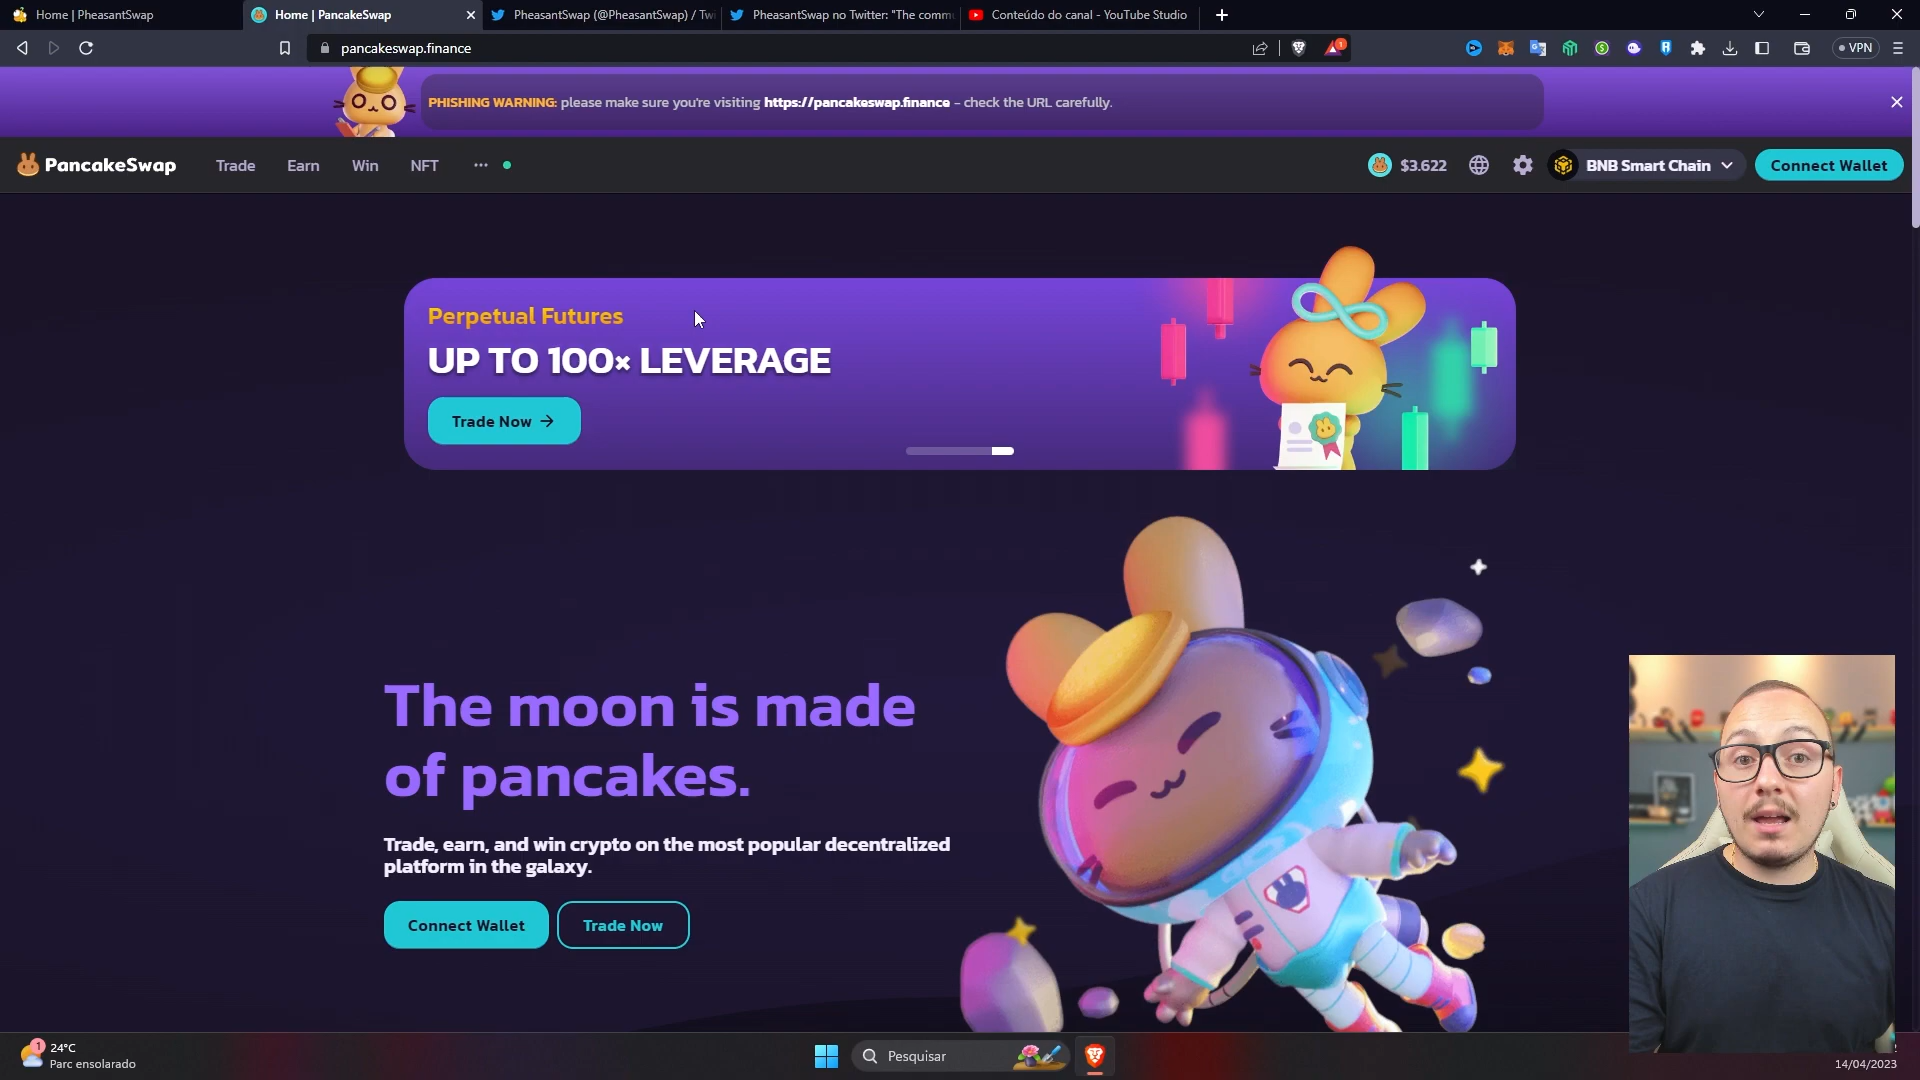 Home | PheasantSwap
Home | PancakeSwap
PheasantSwap (@PheasantSwap) / Tw
PheasantSwap no Twitter: "The comm
Conteúdo do canal - YouTube Studio
pancakeswap.finance
1
VPN
PHISHING WARNING: please make sure you're visiting https://pancakeswap.finance - check the URL carefully.
PancakeSwap
Trade
Earn
Win
NFT
$3.622
BNB Smart Chain
Connect Wallet
Perpetual Futures
UP TO 100× LEVERAGE
Trade Now
The moon is made
of pancakes.
Trade, earn, and win crypto on the most popular decentralized
platform in the galaxy.
Connect Wallet
Trade Now
1
24°C
Parc ensolarado
Pesquisar
14/04/2023